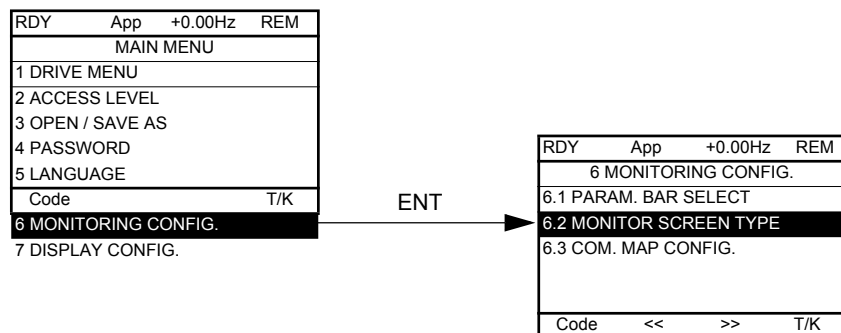 RDY App +0.00Hz REM
MAIN MENU
1 DRIVE MENU
2 ACCESS LEVEL
3 OPEN / SAVE AS
4 PASSWORD
5 LANGUAGE
Code T/K
6 MONITORING CONFIG.
7 DISPLAY CONFIG.
ENT
RDY App +0.00Hz REM
6 MONITORING CONFIG.
6.1 PARAM. BAR SELECT
6.2 MONITOR SCREEN TYPE
6.3 COM. MAP CONFIG.
Code << >> T/K